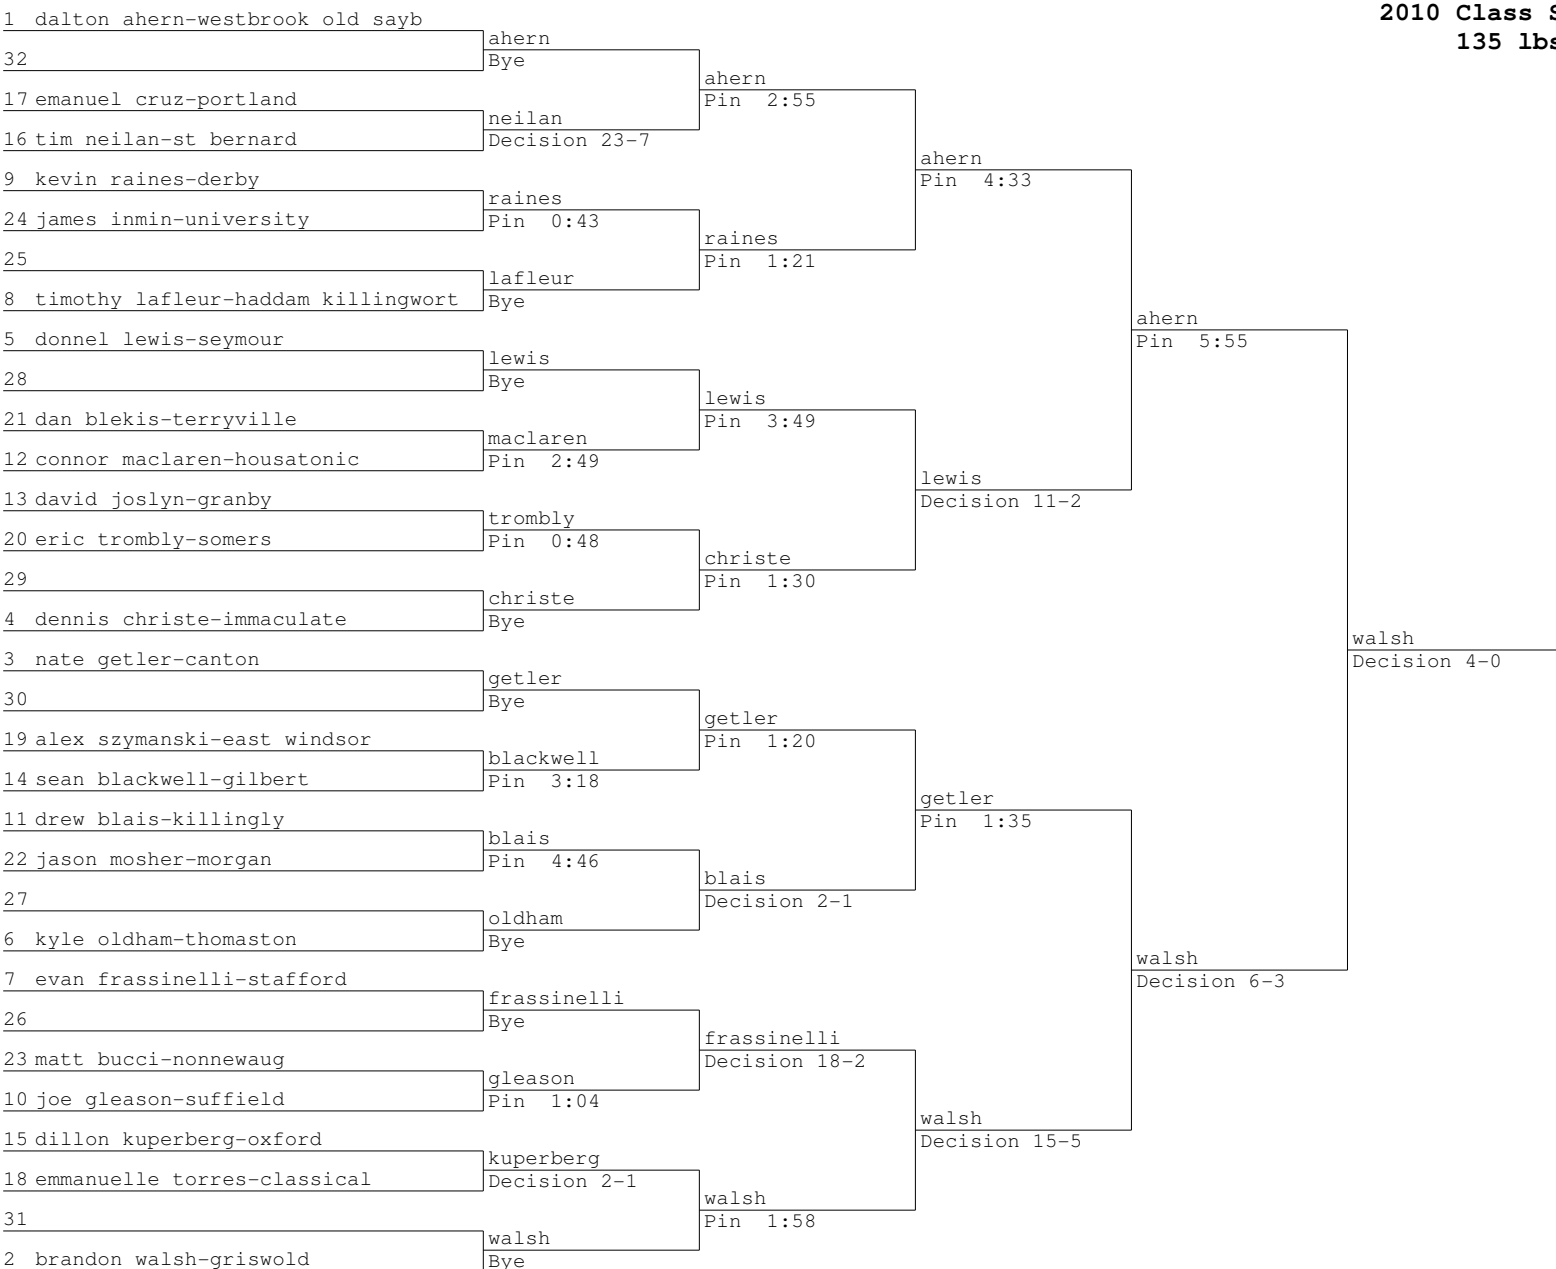 2010 Class S
135 lbs
1 dalton ahern-westbrook old sayb
ahern
32
Bye
ahern
17 emanuel cruz-portland
Pin 2:55
neilan
16 tim neilan-st bernard
Decision 23-7
ahern
9 kevin raines-derby
Pin 4:33
raines
24 james inmin-university
Pin 0:43
raines
25
Pin 1:21
lafleur
8 timothy lafleur-haddam killingwort
Bye
ahern
5 donnel lewis-seymour
Pin 5:55
lewis
28
Bye
lewis
21 dan blekis-terryville
Pin 3:49
maclaren
12 connor maclaren-housatonic
Pin 2:49
lewis
13 david joslyn-granby
Decision 11-2
trombly
20 eric trombly-somers
Pin 0:48
christe
29
Pin 1:30
christe
4 dennis christe-immaculate
Bye
walsh
3 nate getler-canton
Decision 4-0
getler
30
Bye
getler
19 alex szymanski-east windsor
Pin 1:20
blackwell
14 sean blackwell-gilbert
Pin 3:18
getler
11 drew blais-killingly
Pin 1:35
blais
22 jason mosher-morgan
Pin 4:46
blais
27
Decision 2-1
oldham
6 kyle oldham-thomaston
Bye
walsh
7 evan frassinelli-stafford
Decision 6-3
frassinelli
26
Bye
frassinelli
23 matt bucci-nonnewaug
Decision 18-2
gleason
10 joe gleason-suffield
Pin 1:04
walsh
15 dillon kuperberg-oxford
Decision 15-5
kuperberg
18 emmanuelle torres-classical
Decision 2-1
walsh
31
Pin 1:58
walsh
2 brandon walsh-griswold
Bye